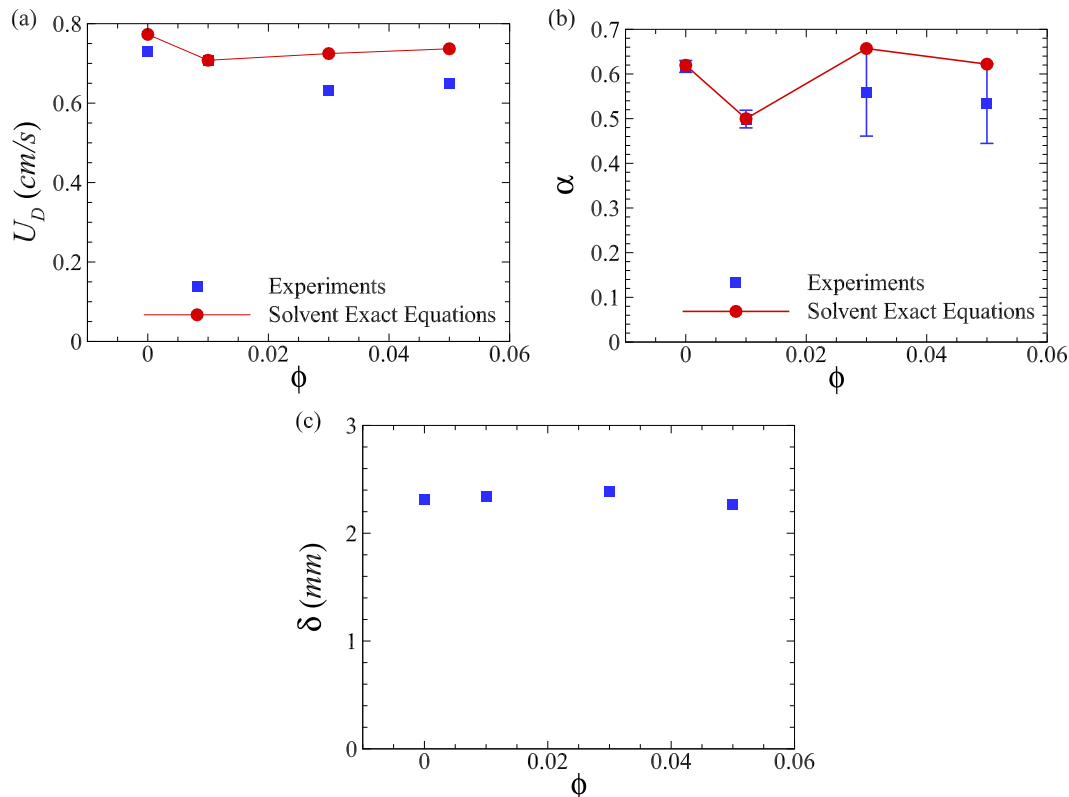 (a)
0.8
0.6
0.4
0.2
0
U_D (cm/s)
Experiments
Solvent Exact Equations
0 0.02 0.04 0.06
ϕ
(b)
0.7
0.6
0.5
0.4
0.3
0.2
0.1
0
α
Experiments
Solvent Exact Equations
0 0.02 0.04 0.06
ϕ
(c)
3
2
1
0
δ (mm)
0 0.02 0.04 0.06
ϕ